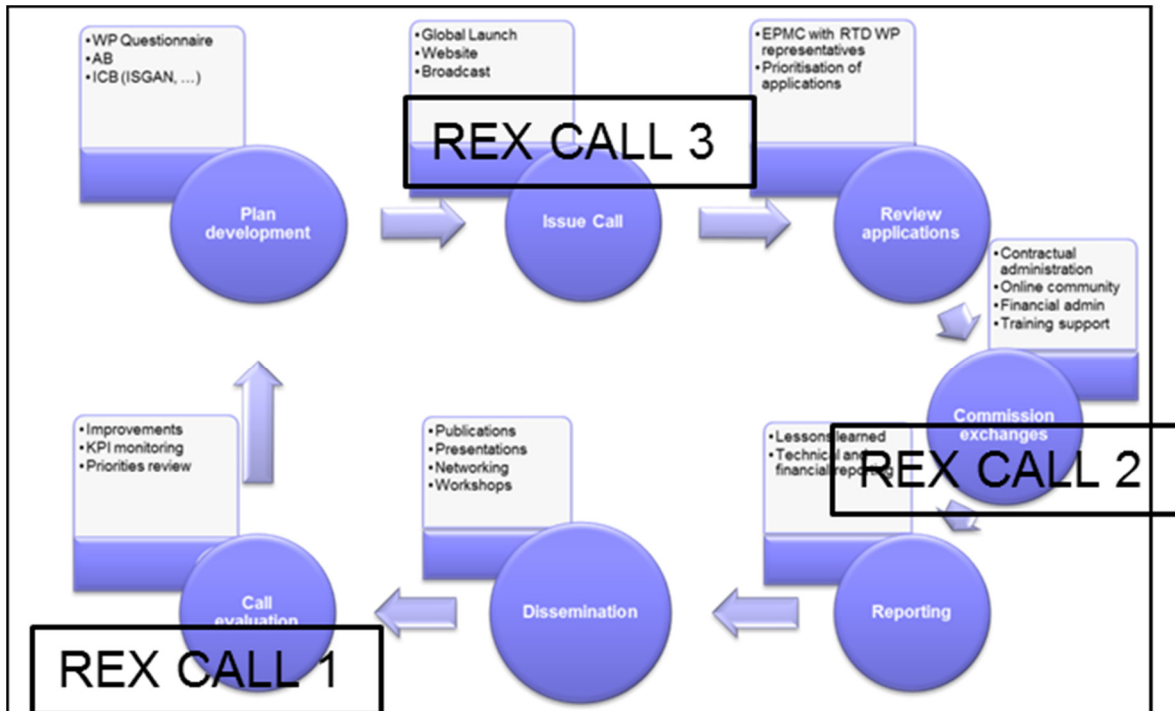 • WP Questionnaire
• AB
• ICB (ISGAN, ...)
Plan
development
• Global Launch
• Website
• Broadcast
REX CALL 3
Issue Call
• EPMC with RTD WP
representatives
• Prioritisation of
applications
Review
applications
• Contractual
administration
• Online community
• Financial admin
• Training support
Commission
exchanges
REX CALL 2
• Lessons learned
• Technical and
financial reporting
Reporting
• Publications
• Presentations
• Networking
• Workshops
Dissemination
• Improvements
• KPI monitoring
• Priorities review
Call
evaluation
REX CALL 1